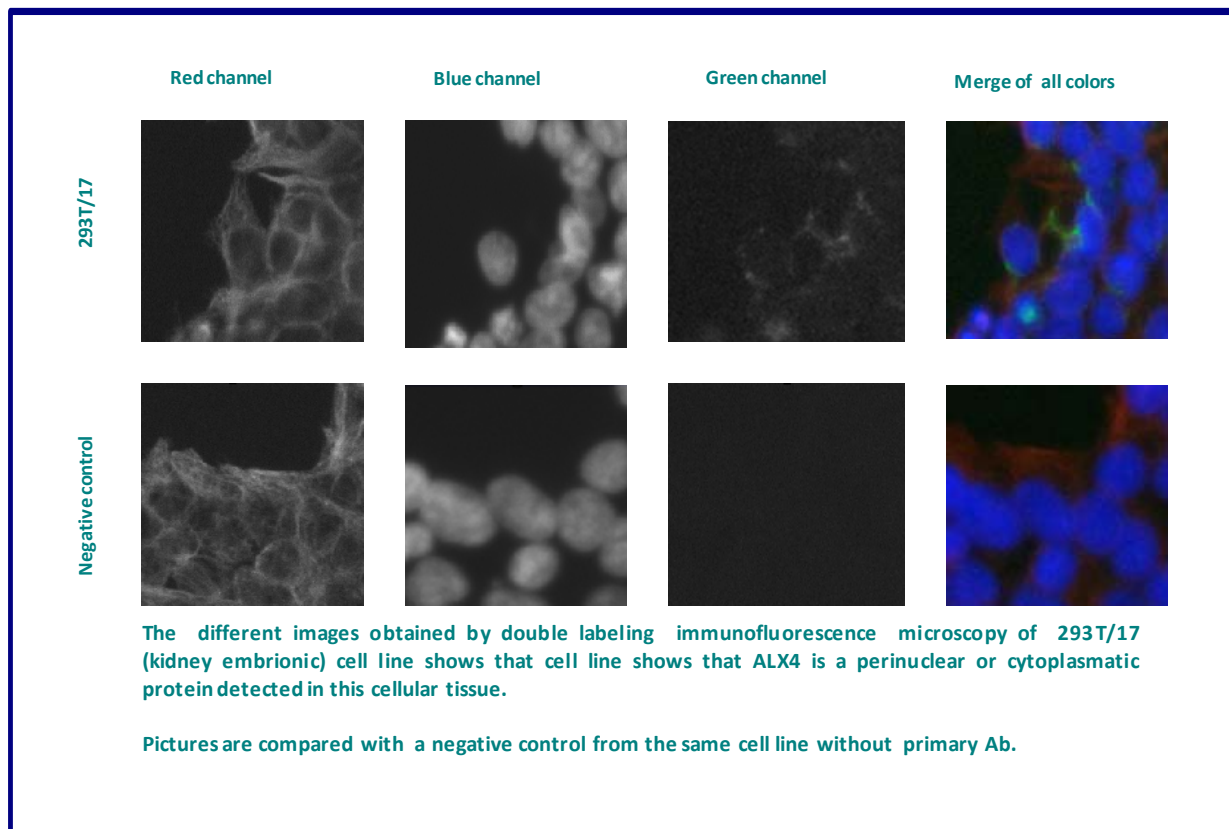 Red channel
Blue channel
Green channel
Merge of all colors
293T/17
Negative control
The different images obtained by double labeling immunofluorescence microscopy of 293T/17
(kidney embrionic) cell line shows that cell line shows that ALX4 is a perinuclear or cytoplasmatic
protein detected in this cellular tissue.
Pictures are compared with a negative control from the same cell line without primary Ab.